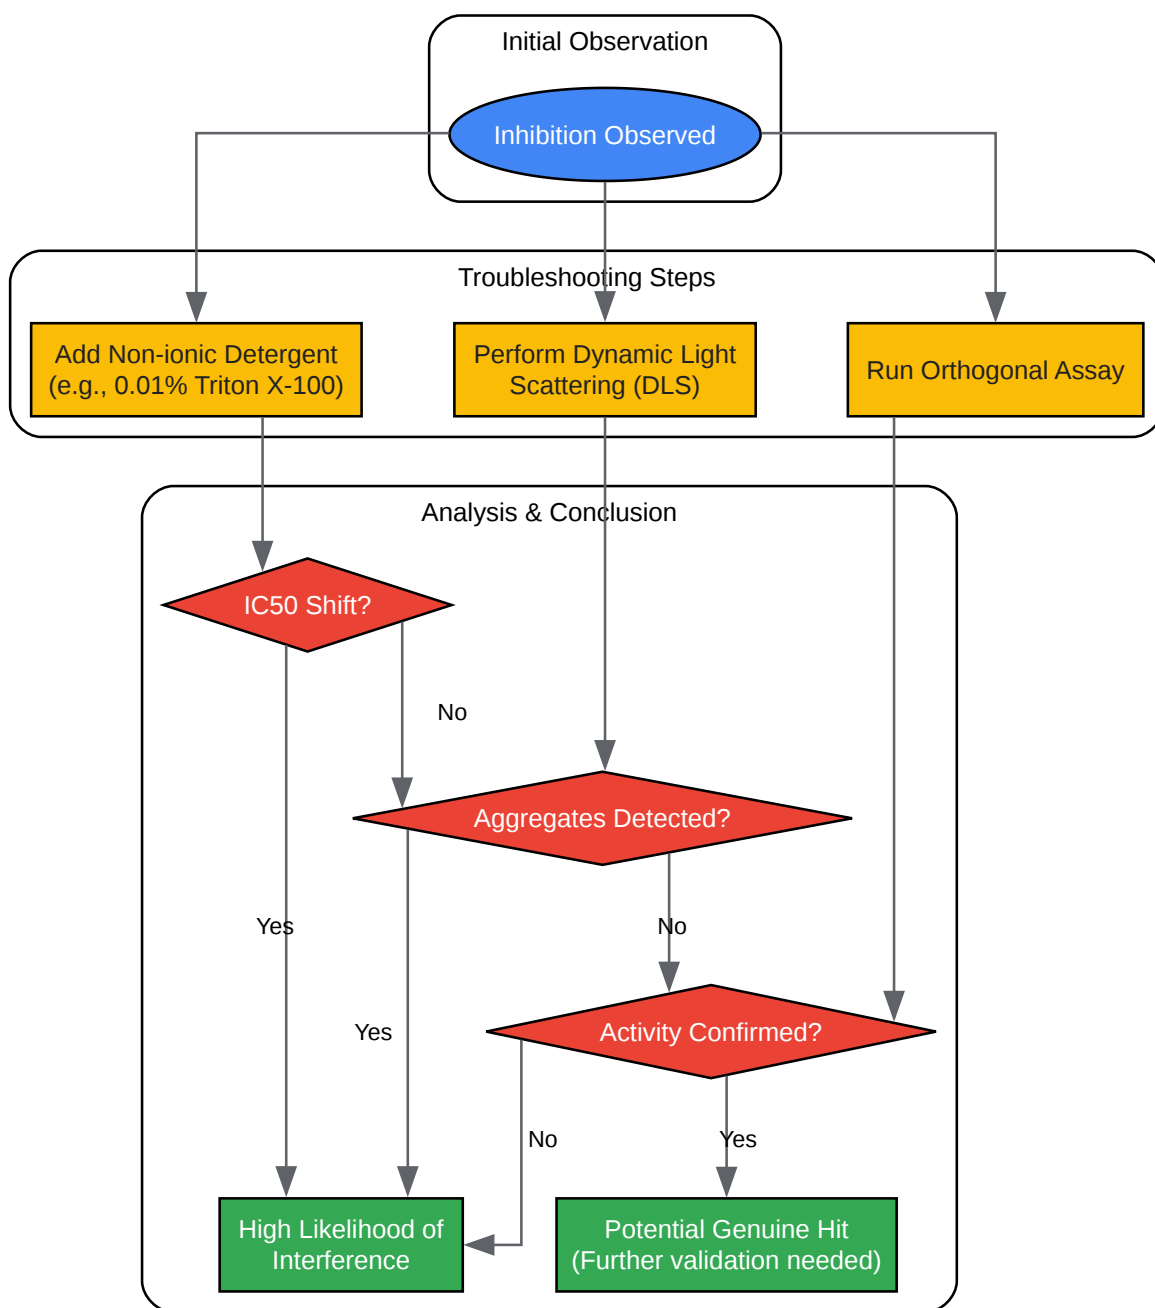 Initial Observation
Inhibition Observed
Troubleshooting Steps
Add Non-ionic Detergent
(e.g., 0.01% Triton X-100)
Perform Dynamic Light
Scattering (DLS)
Run Orthogonal Assay
Analysis & Conclusion
IC50 Shift?
No
Aggregates Detected?
Yes
No
Yes
Activity Confirmed?
No
Yes
High Likelihood of
Interference
Potential Genuine Hit
(Further validation needed)